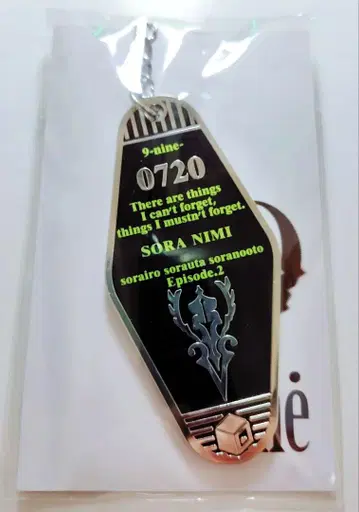 9-nine-
0720
There are things
I can't forget,
things I mustn't forget.
SORA NIMI
sorairo sorauta soranooto
Episode.2